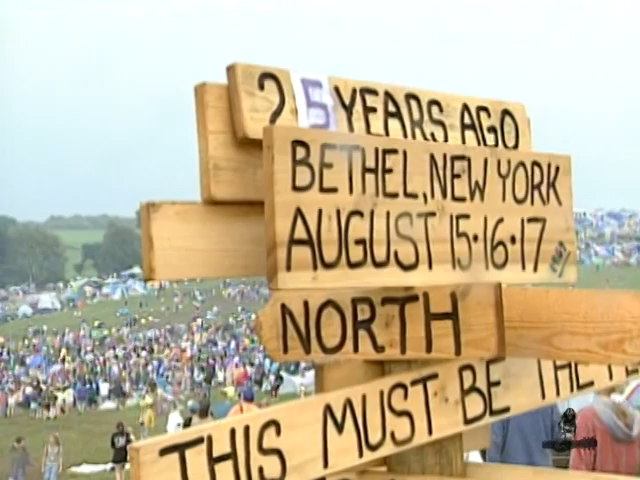 25 YEARS AGO
BETHEL, NEW YORK
AUGUST 15·16·17
NORTH
THIS MUST BE THE